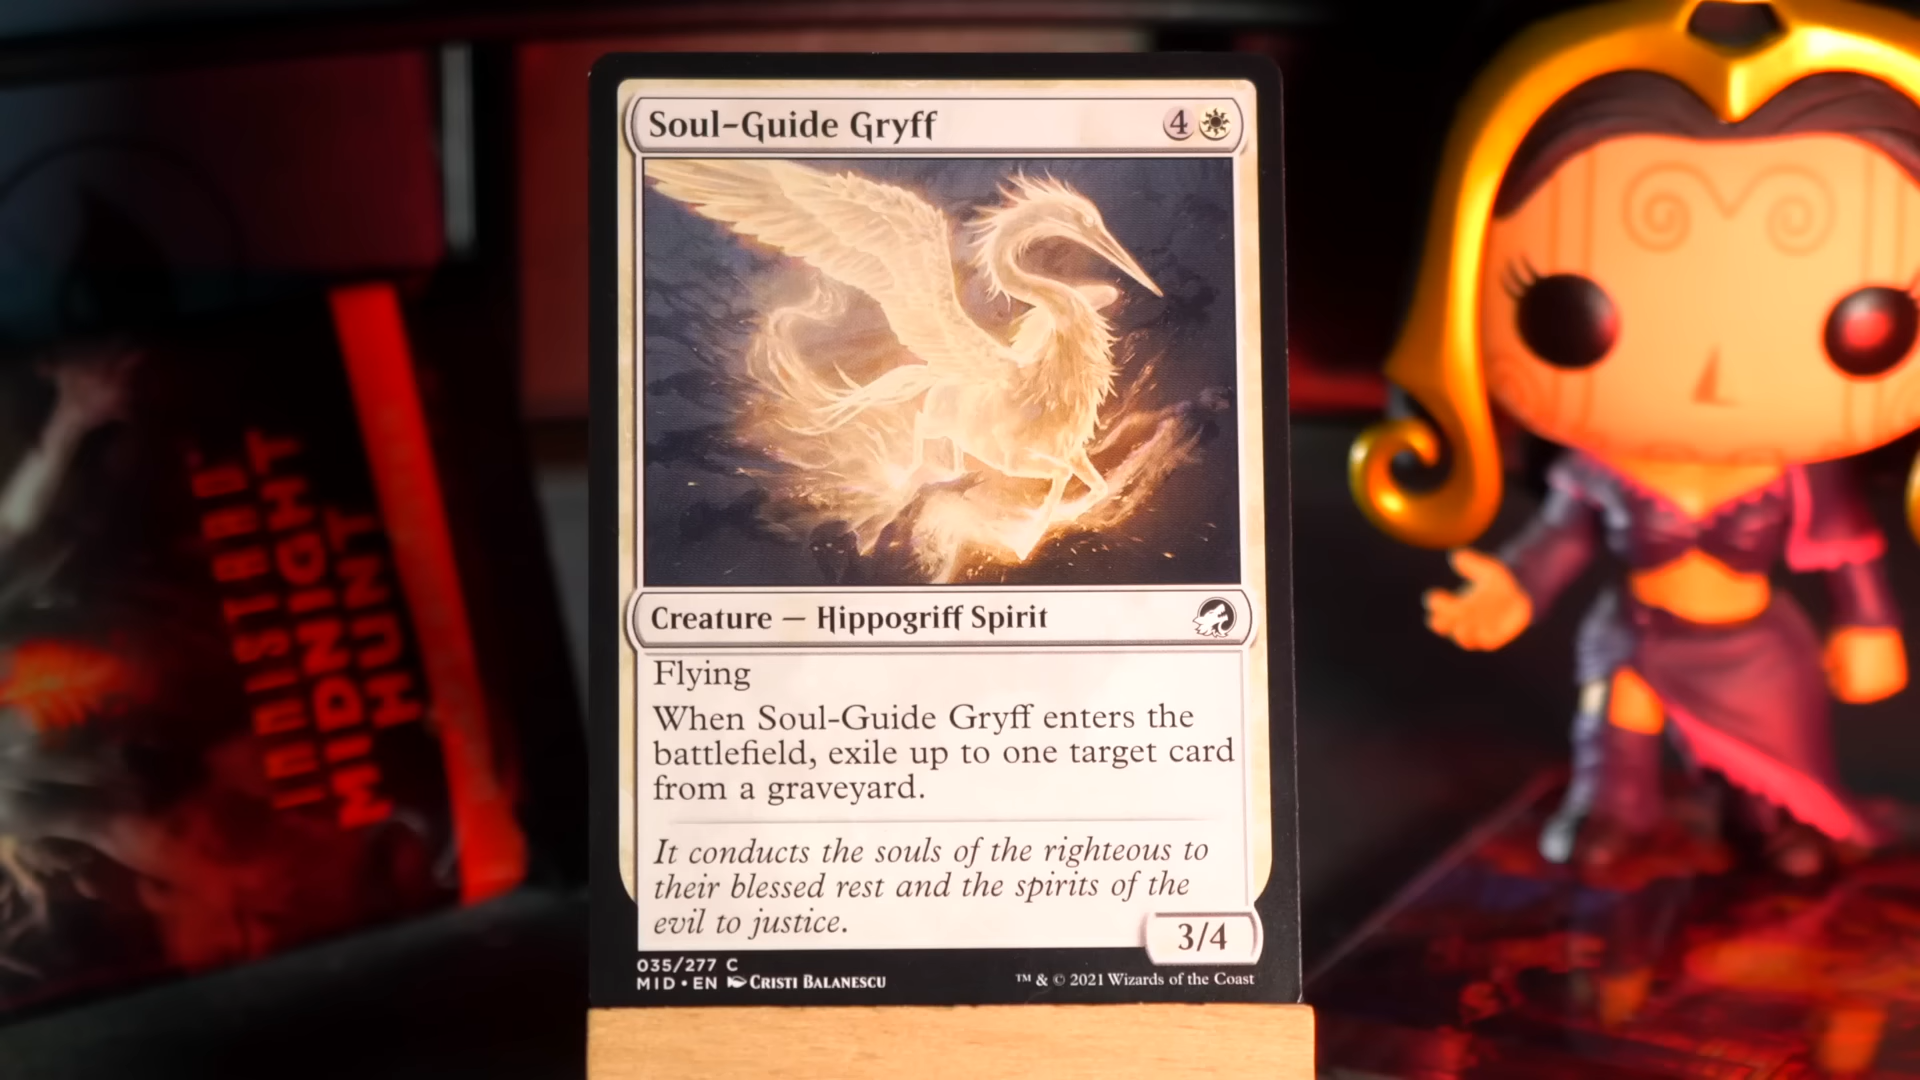 Soul-Guide Gryff 4
Creature — Hippogriff Spirit
Flying
When Soul-Guide Gryff enters the
battlefield, exile up to one target card
from a graveyard.
It conducts the souls of the righteous to
their blessed rest and the spirits of the
evil to justice.
3/4
035/277 C
MID • EN CRISTI BALANESCU
™ & © 2021 Wizards of the Coast
INNISTRAD
MIDNIGHT
HUNT